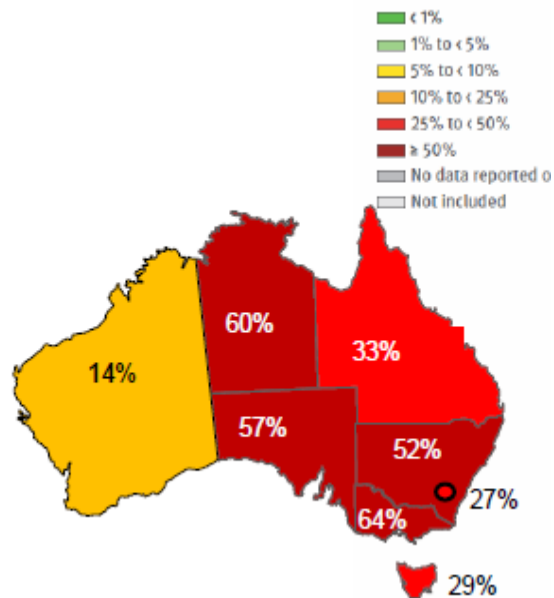 < 1%
1% to < 5%
5% to < 10%
10% to < 25%
25% to < 50%
≥ 50%
No data reported o
Not included
60%
33%
14%
57%
52%
27%
64%
29%